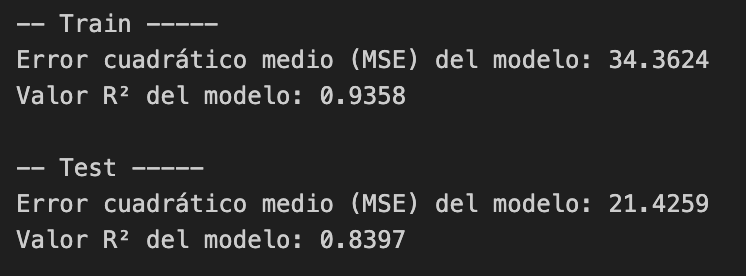 -- Train -----
Error cuadrático medio (MSE) del modelo: 34.3624
Valor R² del modelo: 0.9358
-- Test -----
Error cuadrático medio (MSE) del modelo: 21.4259
Valor R² del modelo: 0.8397